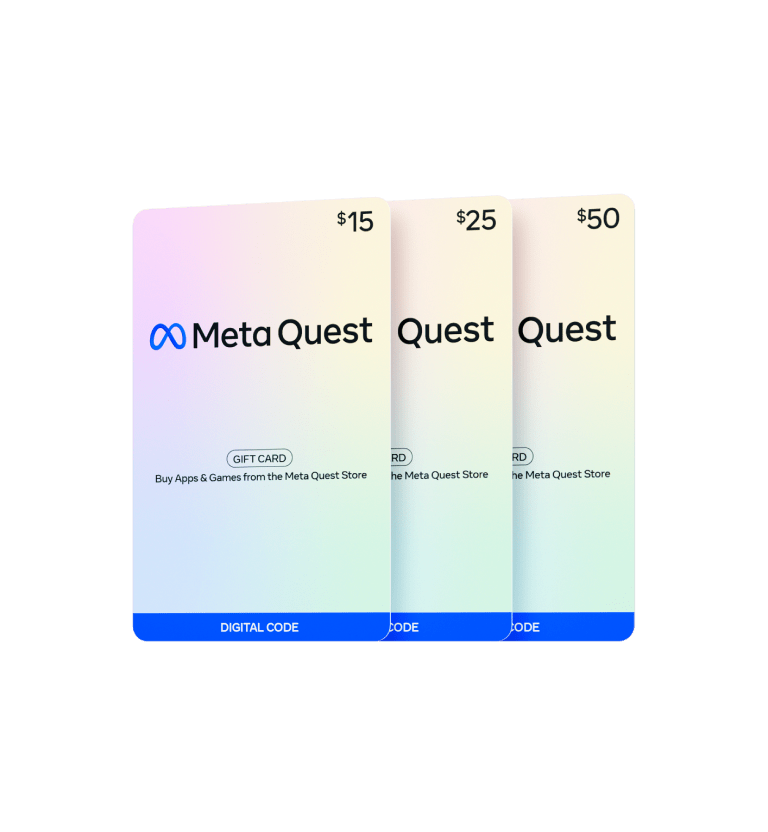 $15
Meta Quest
GIFT CARD
Buy Apps & Games from the Meta Quest Store
DIGITAL CODE
$25
Quest
RD
he Meta Quest Store
CODE
$50
Quest
RD
he Meta Quest Store
CODE